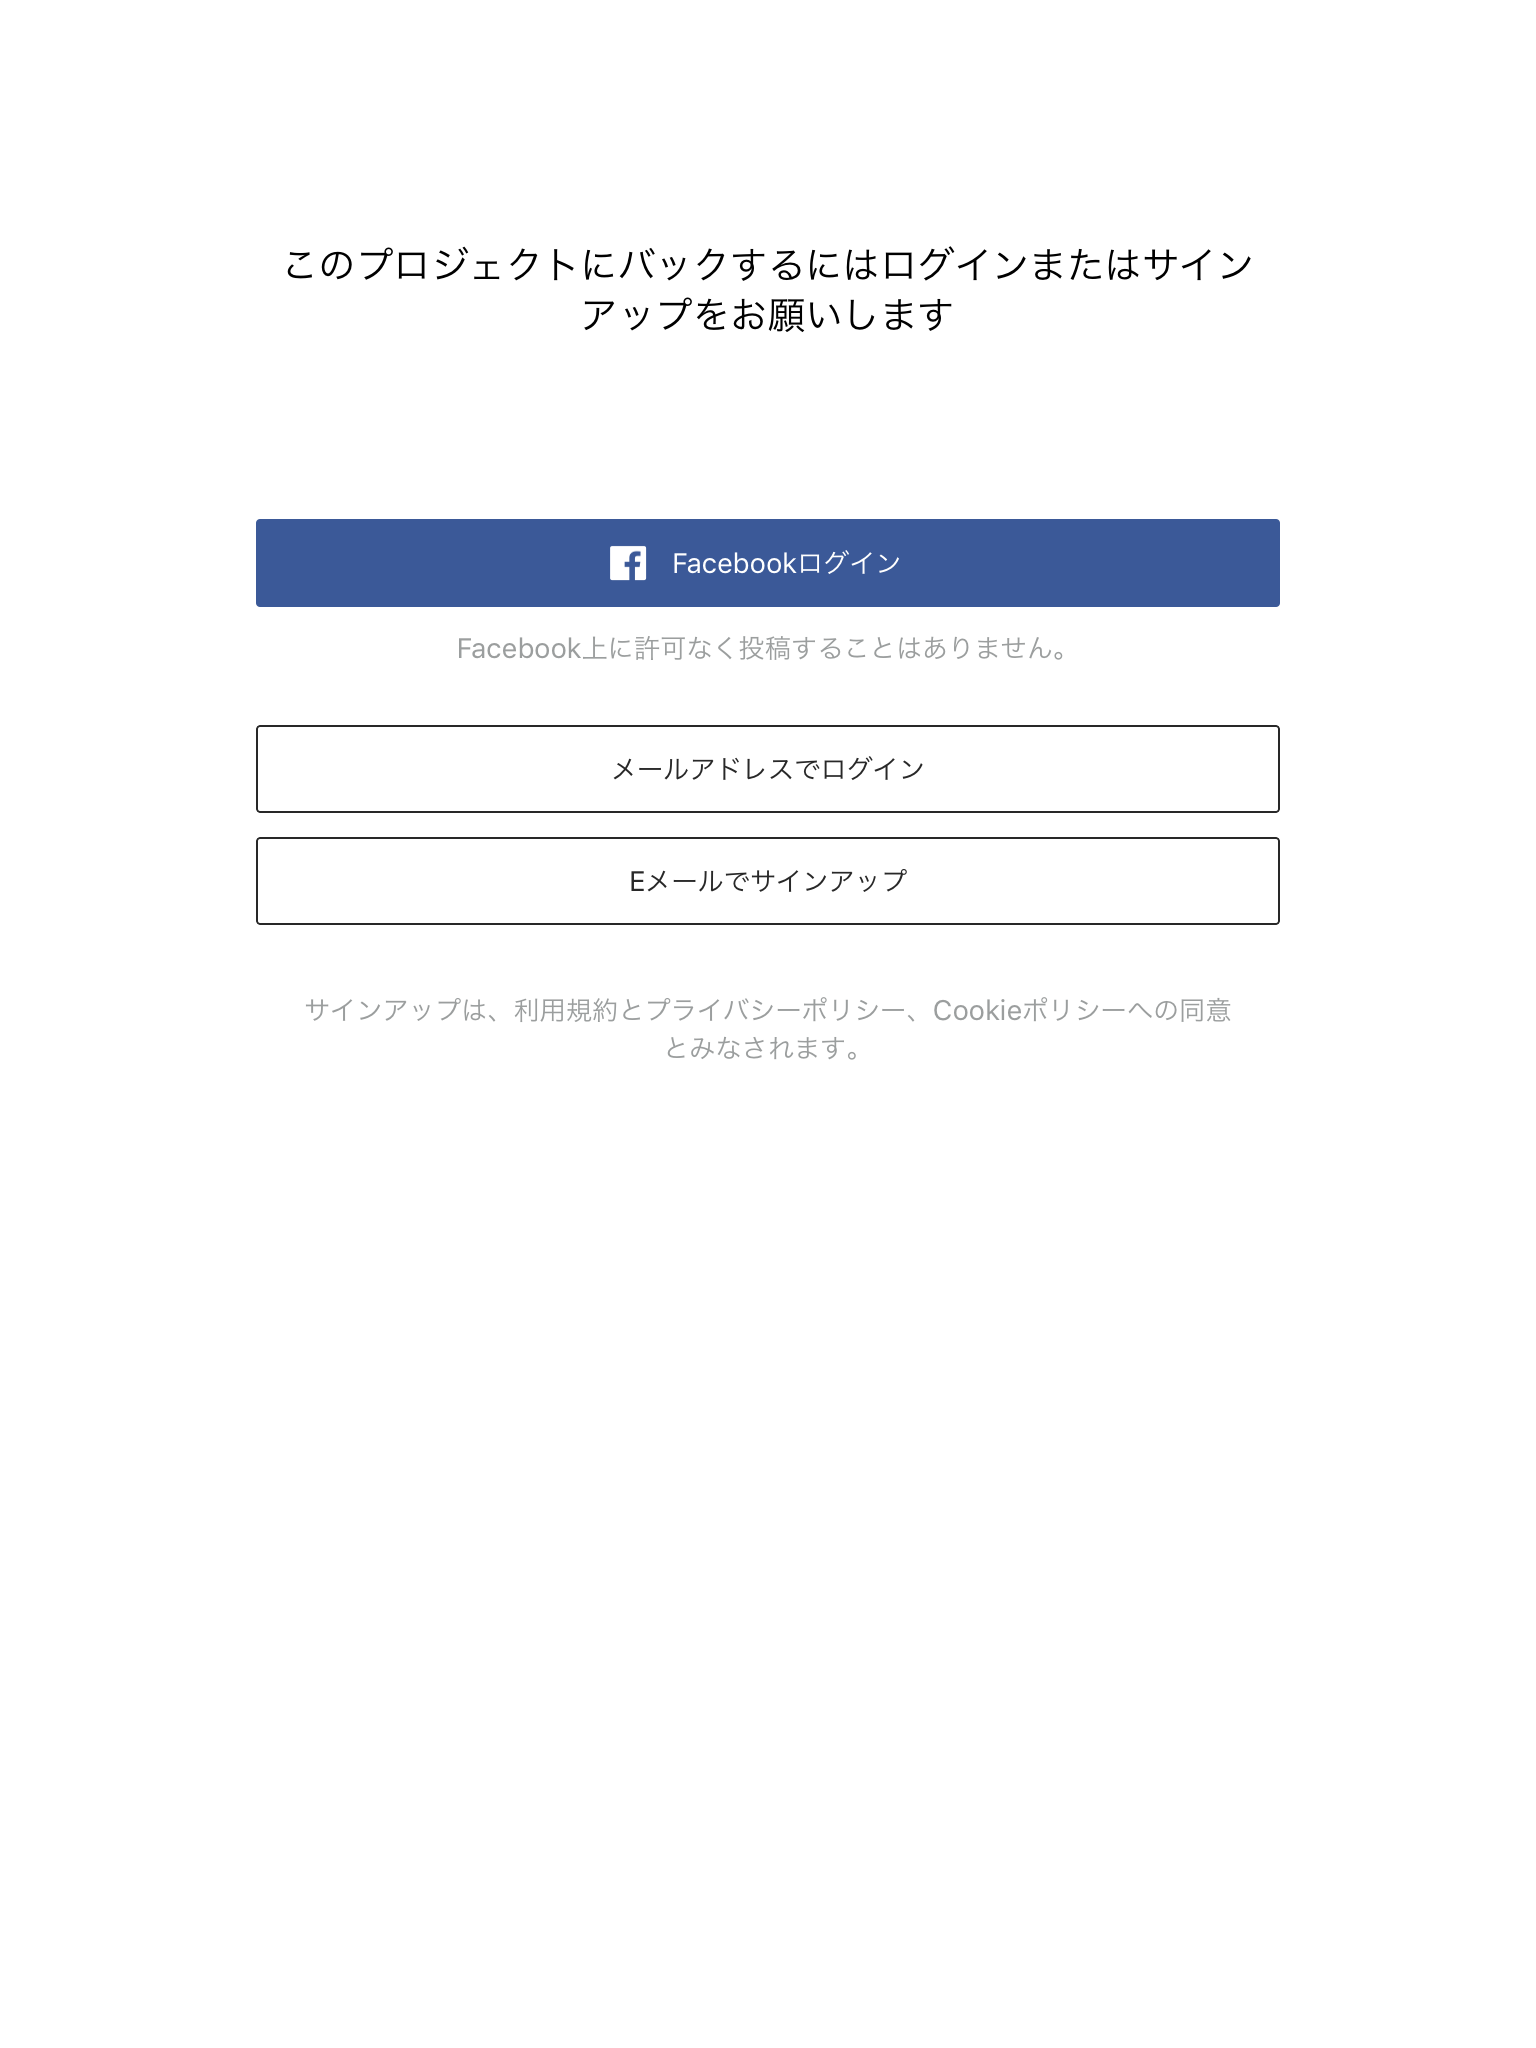 このプロジェクトにバックするにはログインまたはサイン
アップをお願いします
Facebookログイン
Facebook上に許可なく投稿することはありません。
メールアドレスでログイン
Eメールでサインアップ
サインアップは、利用規約とプライバシーポリシー、Cookieポリシーへの同意
とみなされます。